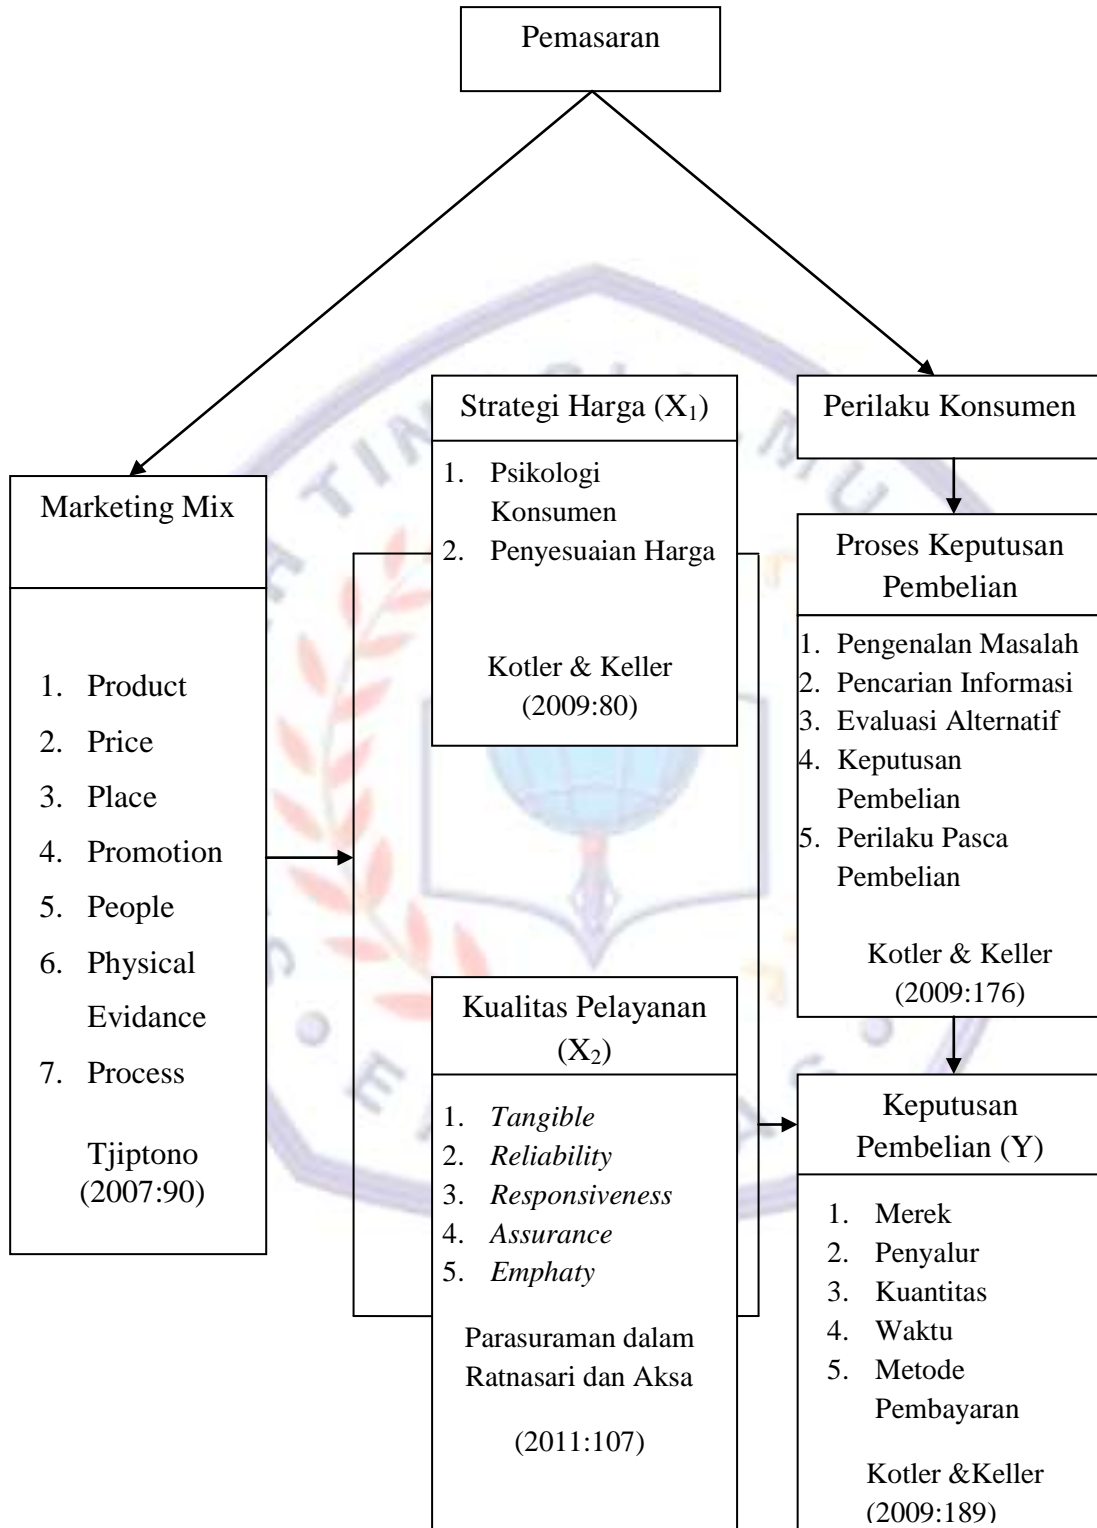 Pemasaran
Marketing Mix
1. Product
2. Price
3. Place
4. Promotion
5. People
6. Physical
Evidance
7. Process
Tjiptono
(2007:90)
Strategi Harga (X₁)
1. Psikologi
Konsumen
2. Penyesuaian Harga
Kotler & Keller
(2009:80)
Kualitas Pelayanan
(X₂)
1. Tangible
2. Reliability
3. Responsiveness
4. Assurance
5. Emphaty
Parasuraman dalam
Ratnasari dan Aksa
(2011:107)
Perilaku Konsumen
Proses Keputusan
Pembelian
1. Pengenalan Masalah
2. Pencarian Informasi
3. Evaluasi Alternatif
4. Keputusan
Pembelian
5. Perilaku Pasca
Pembelian
Kotler & Keller
(2009:176)
Keputusan
Pembelian (Y)
1. Merek
2. Penyalur
3. Kuantitas
4. Waktu
5. Metode
Pembayaran
Kotler &Keller
(2009:189)